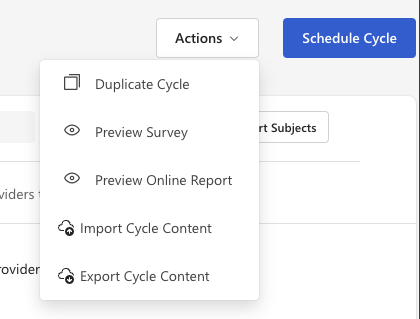 Actions
Schedule Cycle
Duplicate Cycle
Preview Survey
rt Subjects
Preview Online Report
viders t
Import Cycle Content
rovider
Export Cycle Content